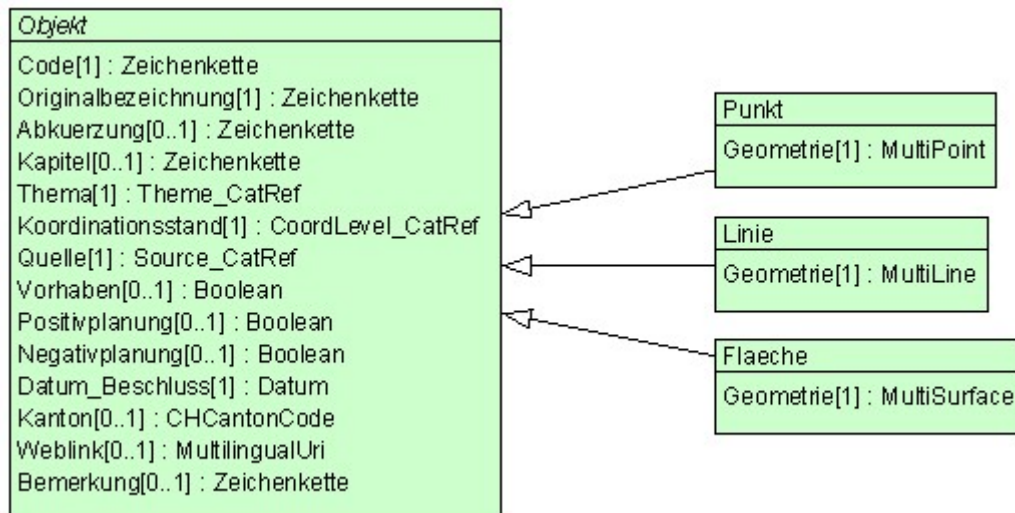 Objekt
Code[1] : Zeichenkette
Originalbezeichnung[1] : Zeichenkette
Abkuerzung[0..1] : Zeichenkette
Kapitel[0..1] : Zeichenkette
Thema[1] : Theme_CatRef
Koordinationsstand[1] : CoordLevel_CatRef
Quelle[1] : Source_CatRef
Vorhaben[0..1] : Boolean
Positivplanung[0..1] : Boolean
Negativplanung[0..1] : Boolean
Datum_Beschluss[1] : Datum
Kanton[0..1] : CHCantonCode
Weblink[0..1] : MultilingualUri
Bemerkung[0..1] : Zeichenkette
Punkt
Geometrie[1] : MultiPoint
Linie
Geometrie[1] : MultiLine
Flaeche
Geometrie[1] : MultiSurface